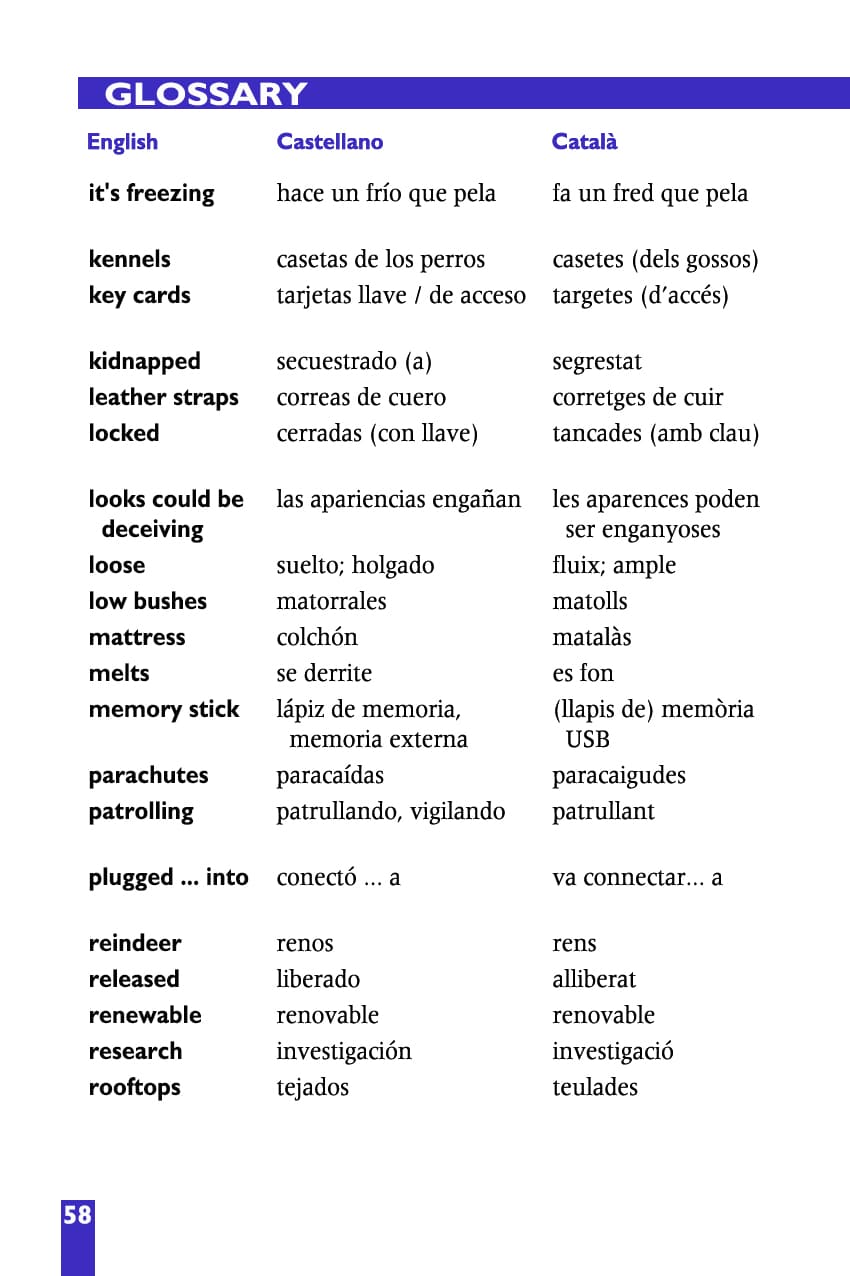 GLOSSARY
English Castellano Català
it's freezing hace un frío que pela fa un fred que pela
kennels casetas de los perros casetes (dels gossos)
key cards tarjetas llave / de acceso targetes (d’accés)
kidnapped secuestrado (a) segrestat
leather straps correas de cuero corretges de cuir
locked cerradas (con llave) tancades (amb clau)
looks could be las apariencias engañan les aparences poden
deceiving ser enganyoses
loose suelto; holgado fluix; ample
low bushes matorrales matolls
mattress colchón matalàs
melts se derrite es fon
memory stick lápiz de memoria, (llapis de) memòria
memoria externa USB
parachutes paracaídas paracaigudes
patrolling patrullando, vigilando patrullant
plugged ... into conectó ... a va connectar... a
reindeer renos rens
released liberado alliberat
renewable renovable renovable
research investigación investigació
rooftops tejados teulades
58